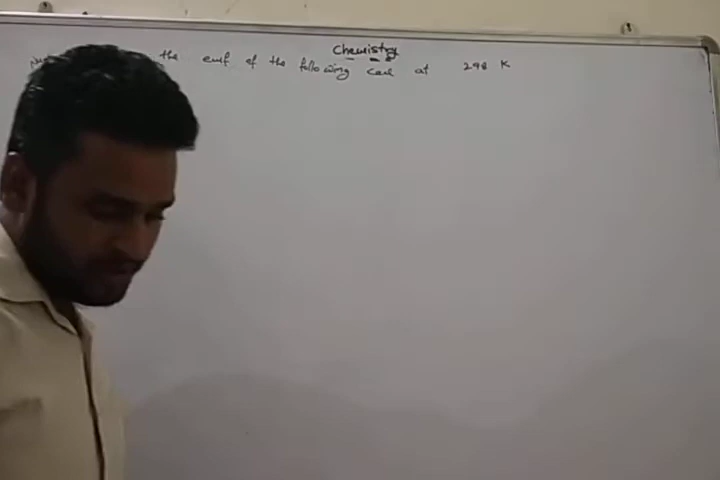 Chemistry
the emf of the following cell at 298 K